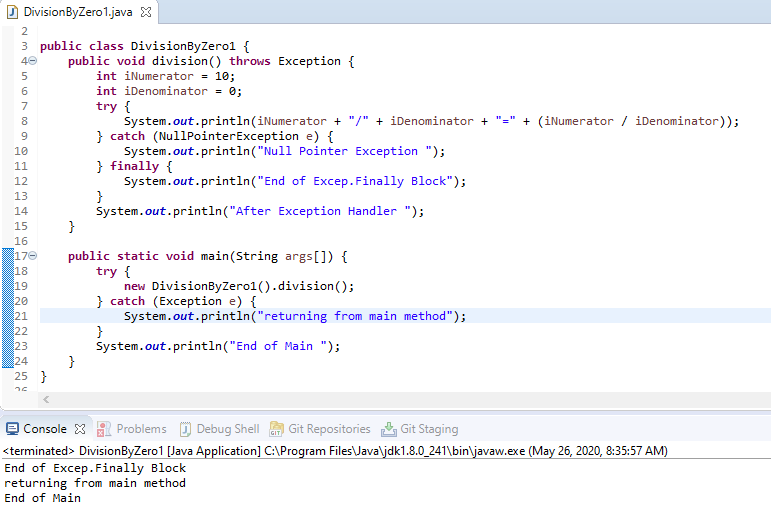 DivisionByZero1.java
2
3 public class DivisionByZero1 {
4 public void division() throws Exception {
5 int iNumerator = 10;
6 int iDenominator = 0;
7 try {
8 System.out.println(iNumerator + "/" + iDenominator + "=" + (iNumerator / iDenominator));
9 } catch (NullPointerException e) {
10 System.out.println("Null Pointer Exception ");
11 } finally {
12 System.out.println("End of Excep.Finally Block");
13 }
14 System.out.println("After Exception Handler ");
15 }
16
17 public static void main(String args[]) {
18 try {
19 new DivisionByZero1().division();
20 } catch (Exception e) {
21 System.out.println("returning from main method");
22 }
23 System.out.println("End of Main ");
24 }
25 }
26
Console Problems Debug Shell Git Repositories Git Staging
<terminated> DivisionByZero1 [Java Application] C:\Program Files\Java\jdk1.8.0_241\bin\javaw.exe (May 26, 2020, 8:35:57 AM)
End of Excep.Finally Block
returning from main method
End of Main